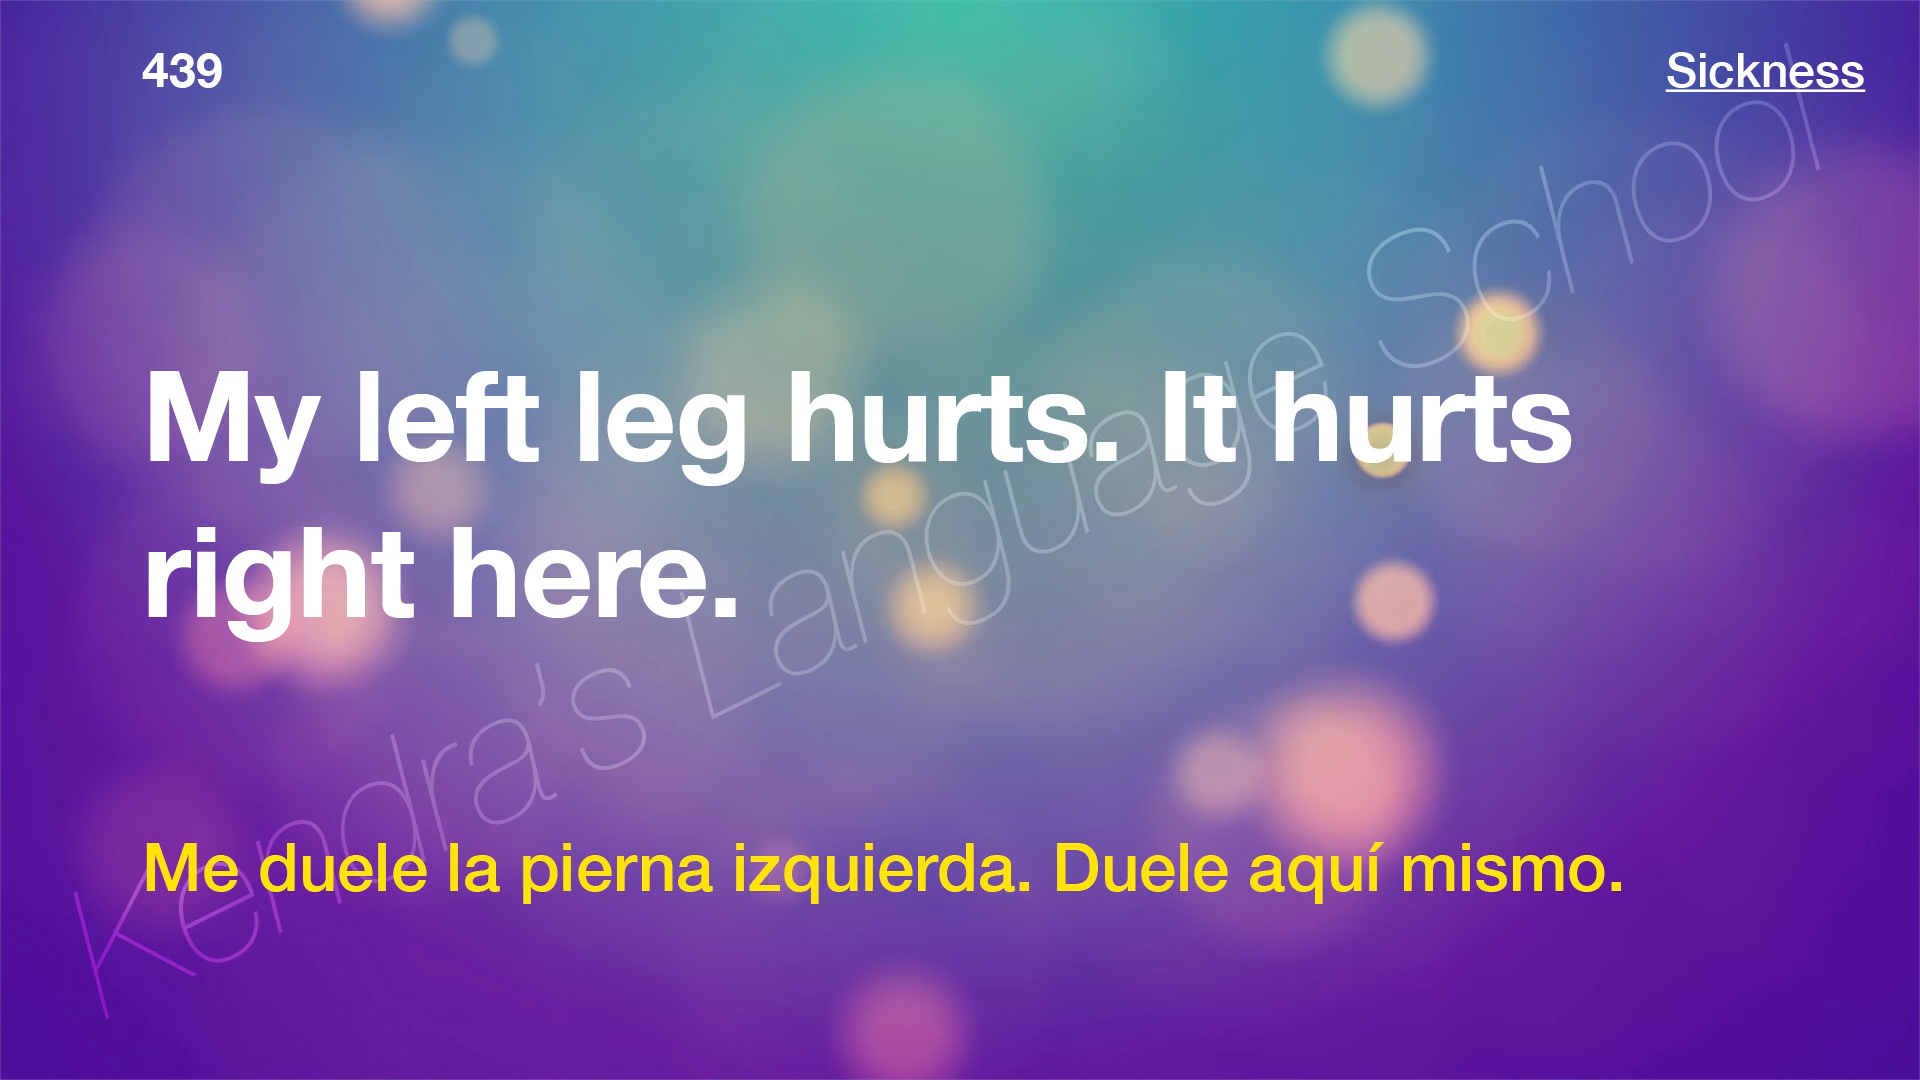 439
Sickness
My left leg hurts. It hurts
right here.
Me duele la pierna izquierda. Duele aquí mismo.
Kendra’s Language School